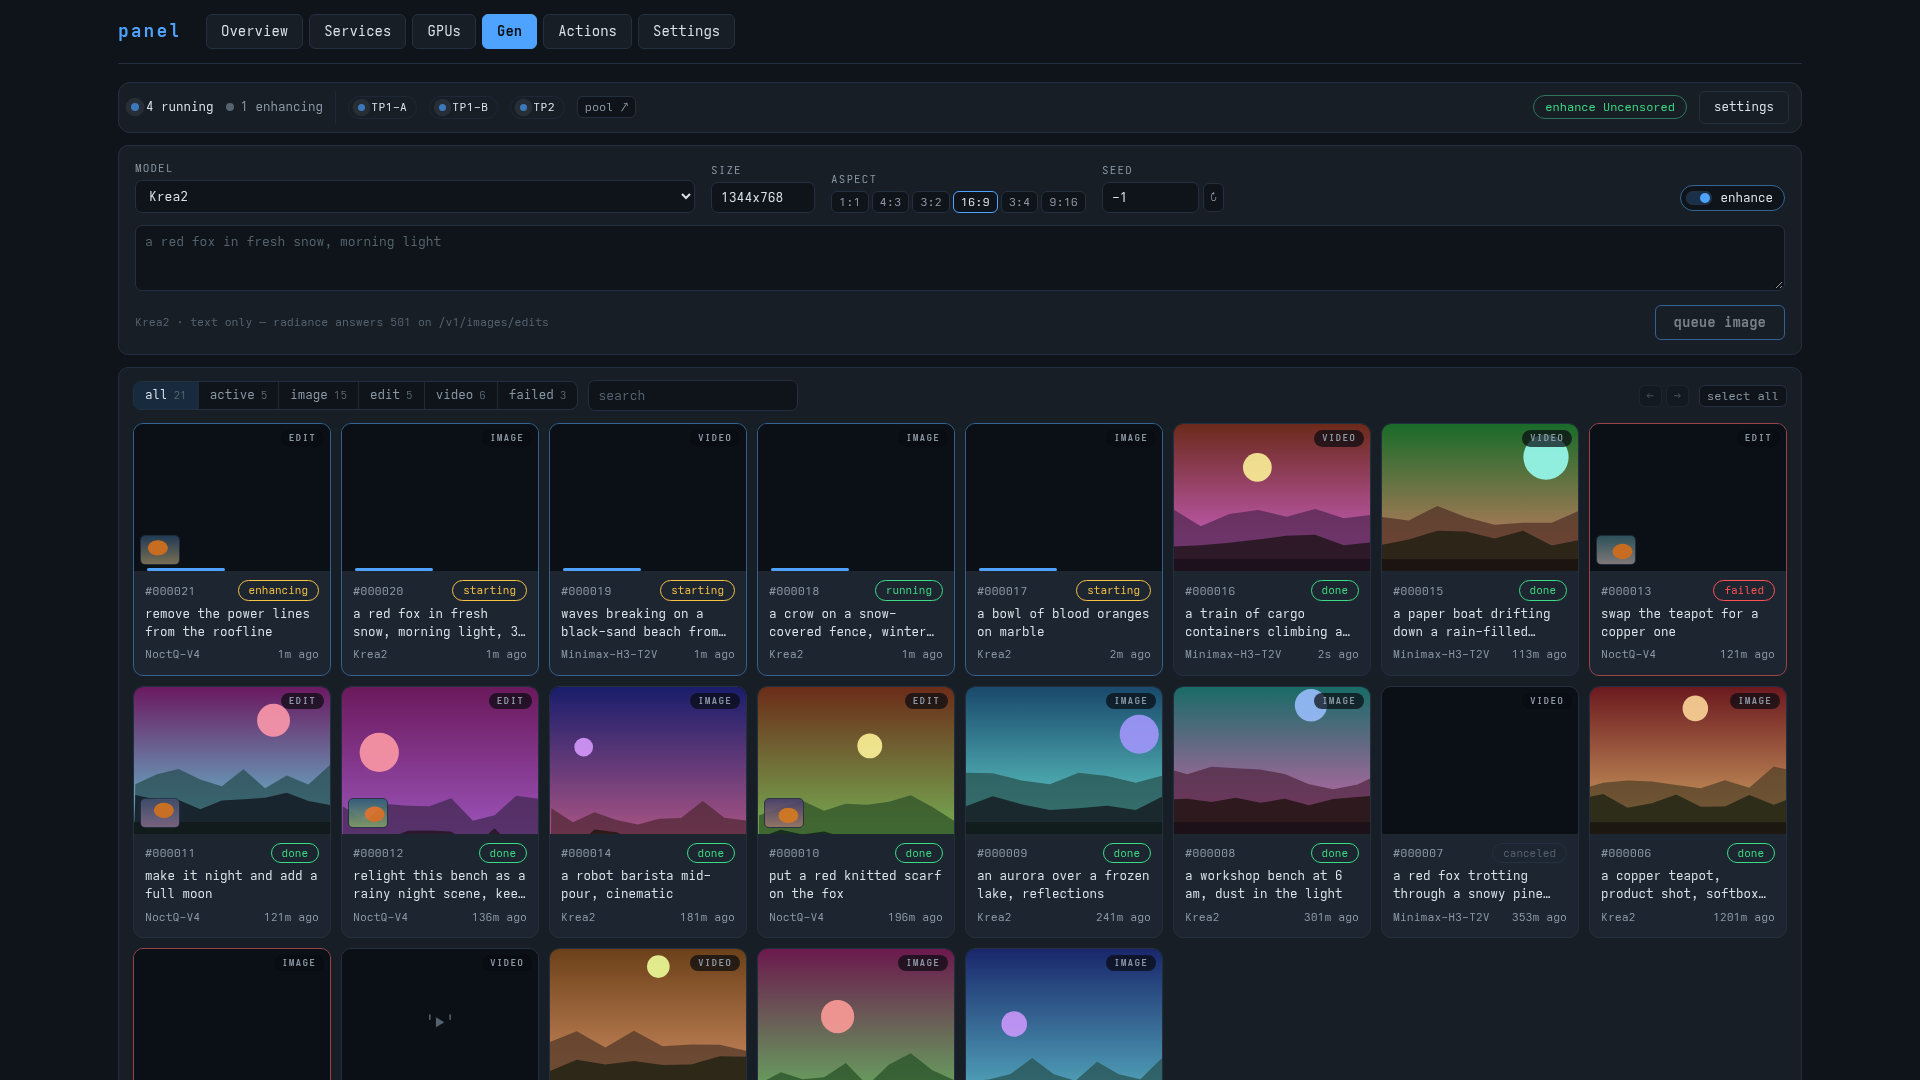 panel Overview Services GPUs Gen Actions Settings
4 running 1 enhancing TP1-A TP1-B TP2 pool ↗ enhance Uncensored settings
MODEL SIZE ASPECT SEED
Krea2 1344x768 1:1 4:3 3:2 16:9 3:4 9:16 -1 ↻ enhance
a red fox in fresh snow, morning light
Krea2 · text only — radiance answers 501 on /v1/images/edits queue image
all 21 active 5 image 15 edit 5 video 6 failed 3 search ← → select all
EDIT
#000021 enhancing
remove the power lines
from the roofline
NoctQ-V4 1m ago
IMAGE
#000020 starting
a red fox in fresh
snow, morning light, 3…
Krea2 1m ago
VIDEO
#000019 starting
waves breaking on a
black-sand beach from…
Minimax-H3-T2V 1m ago
IMAGE
#000018 running
a crow on a snow-
covered fence, winter…
Krea2 1m ago
IMAGE
#000017 starting
a bowl of blood oranges
on marble
Krea2 2m ago
VIDEO
#000016 done
a train of cargo
containers climbing a…
Minimax-H3-T2V 2s ago
VIDEO
#000015 done
a paper boat drifting
down a rain-filled…
Minimax-H3-T2V 113m ago
EDIT
#000013 failed
swap the teapot for a
copper one
NoctQ-V4 121m ago
EDIT
#000011 done
make it night and add a
full moon
NoctQ-V4 121m ago
EDIT
#000012 done
relight this bench as a
rainy night scene, kee…
NoctQ-V4 136m ago
IMAGE
#000014 done
a robot barista mid-
pour, cinematic
Krea2 181m ago
EDIT
#000010 done
put a red knitted scarf
on the fox
NoctQ-V4 196m ago
IMAGE
#000009 done
an aurora over a frozen
lake, reflections
Krea2 241m ago
IMAGE
#000008 done
a workshop bench at 6
am, dust in the light
Krea2 301m ago
VIDEO
#000007 canceled
a red fox trotting
through a snowy pine…
Minimax-H3-T2V 353m ago
IMAGE
#000006 done
a copper teapot,
product shot, softbox…
Krea2 1201m ago
IMAGE
VIDEO
'▶'
VIDEO
IMAGE
IMAGE